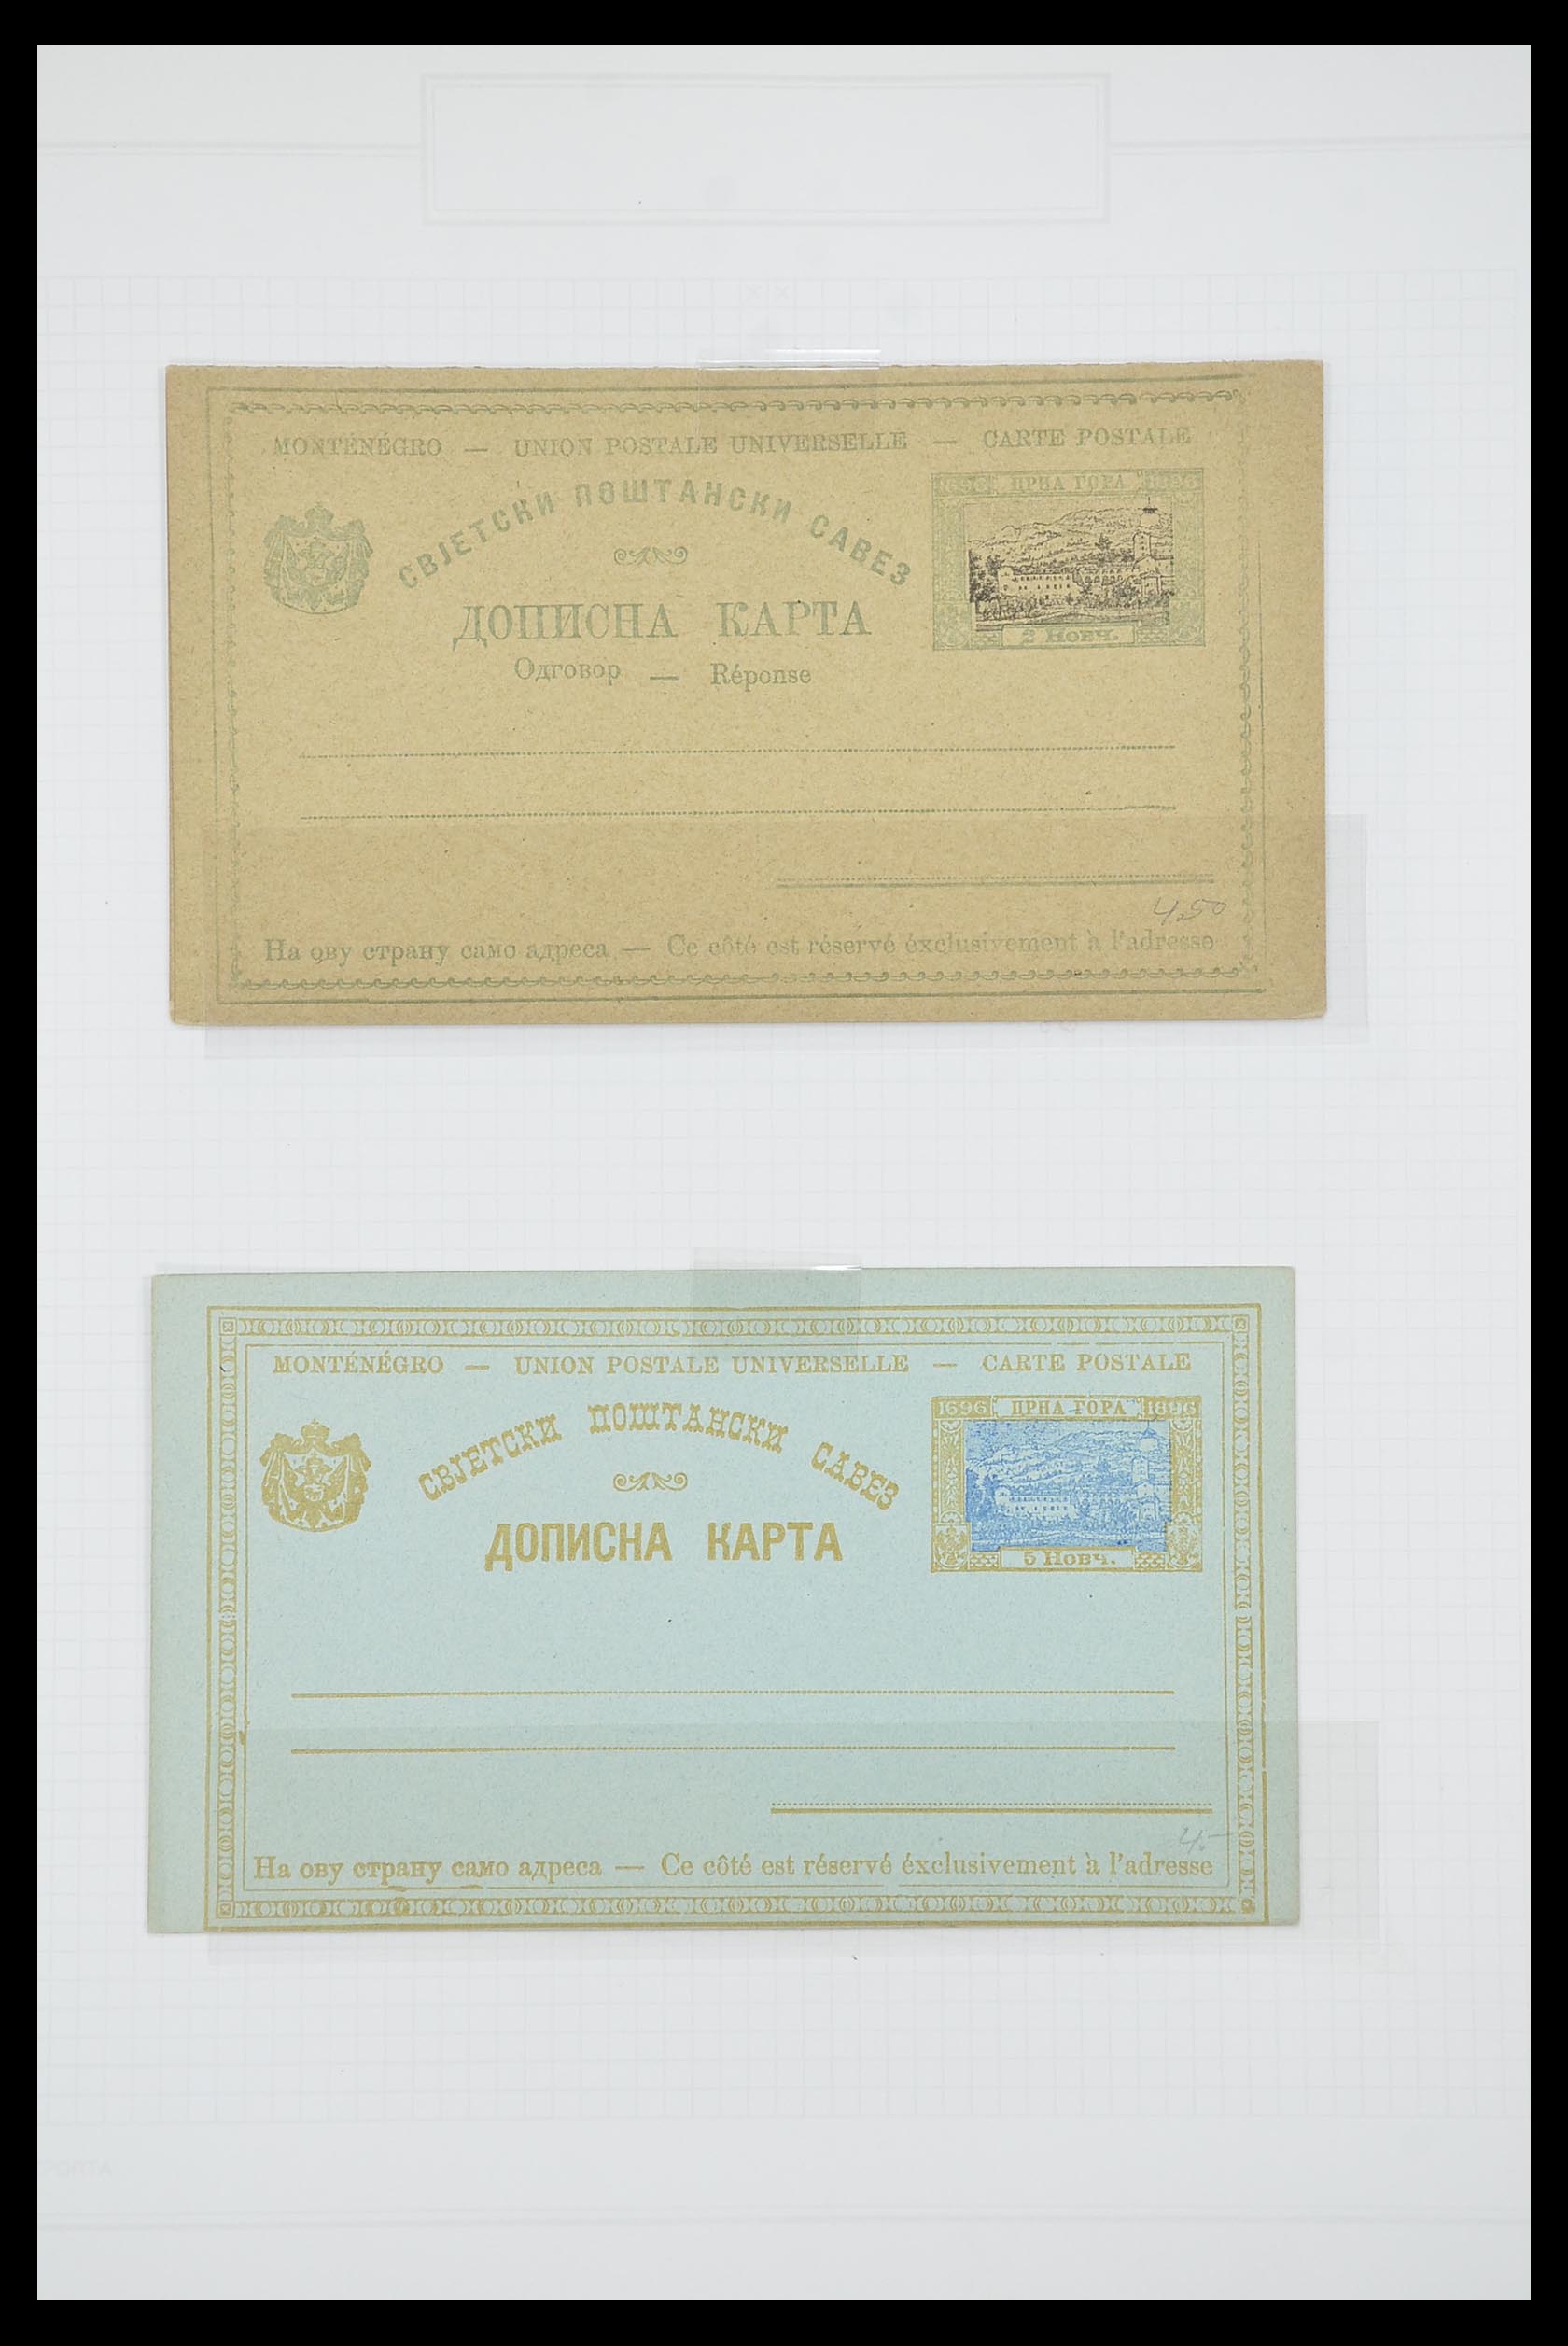 MONTÉNÉGRO — UNION POSTALE UNIVERSELLE — CARTE POSTALE
1696 ЦРНА ГОРА 1896
СВЈЕТСКИ ПОШТАНСКИ САВЕЗ
ДОПИСНА КАРТА
2 Новч.
Одговор — Réponse
4.50
На ову страну само адреса. — Ce côté est réservé éxclusivement à l'adresse
MONTÉNÉGRO — UNION POSTALE UNIVERSELLE — CARTE POSTALE
1696 ЦРНА ГОРА 1896
СВЈЕТСКИ ПОШТАНСКИ САВЕЗ
ДОПИСНА КАРТА
5 Новч.
4.-
На ову страну само адреса — Ce côté est réservé éxclusivement à l'adresse